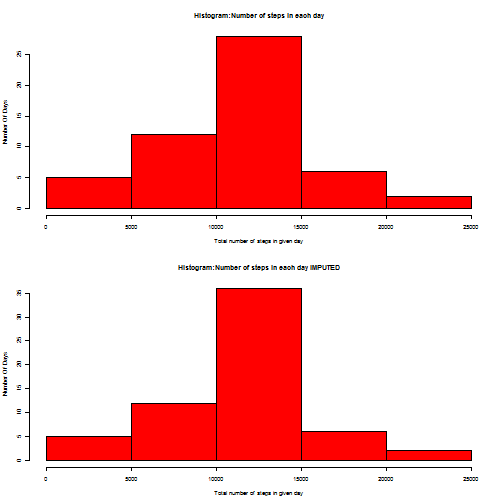 Histogram:Number of steps in each day
25
20
15
10
5
0
Number Of Days
0 5000 10000 15000 20000 25000
Total number of steps in given day
Histogram:Number of steps in each day IMPUTED
35
30
25
20
15
10
5
0
Number Of Days
0 5000 10000 15000 20000 25000
Total number of steps in given day